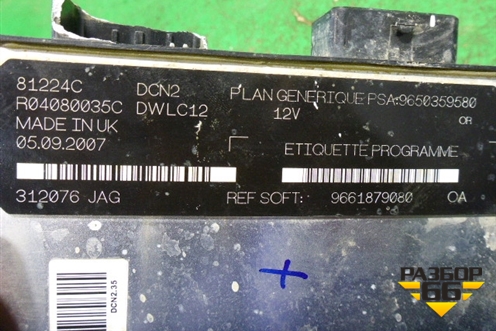 81224C DCN2 PLAN GENERIQUE PSA:9650359580
R04080035C DWLC12 12V OR
MADE IN UK
05.09.2007 ETIQUETTE PROGRAMME
312076 JAG REF SOFT: 9661879080 OA
DCN2.35
РАЗБОР
66